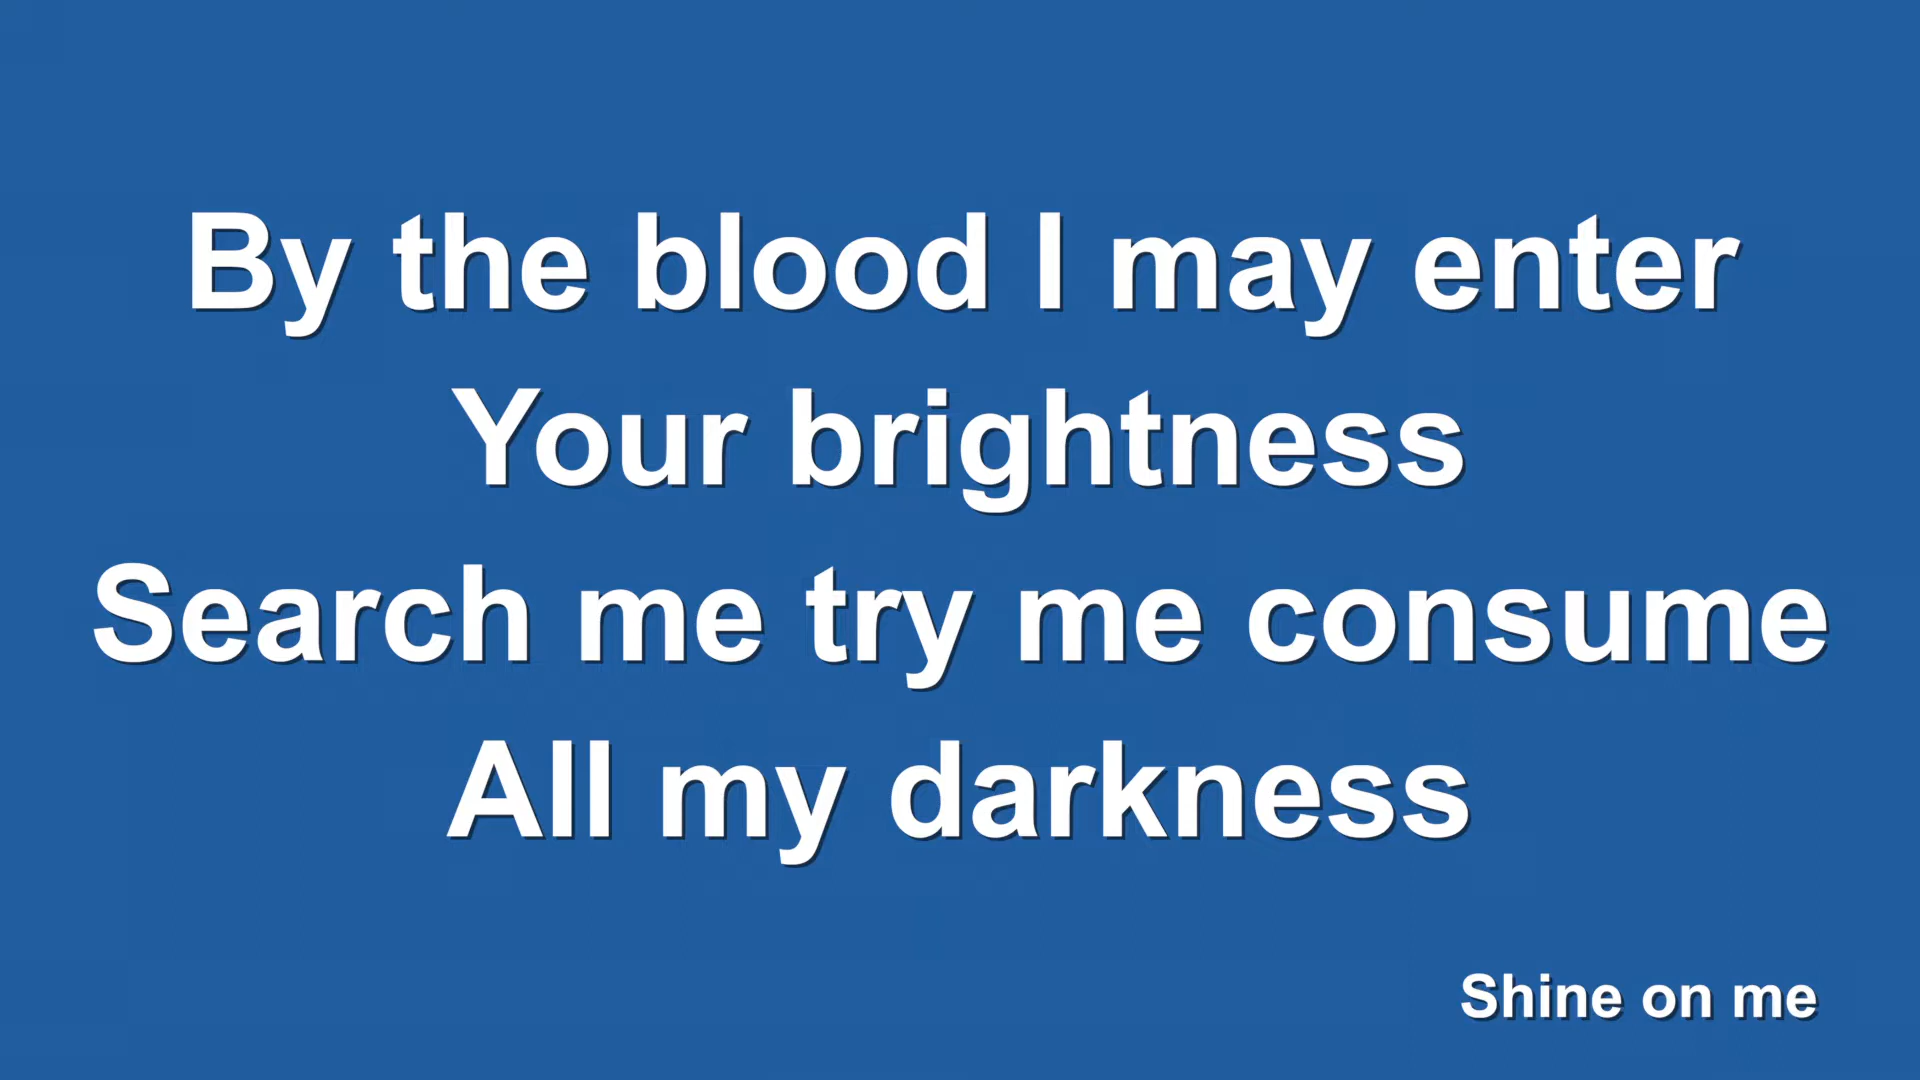 By the blood I may enter
Your brightness
Search me try me consume
All my darkness
Shine on me